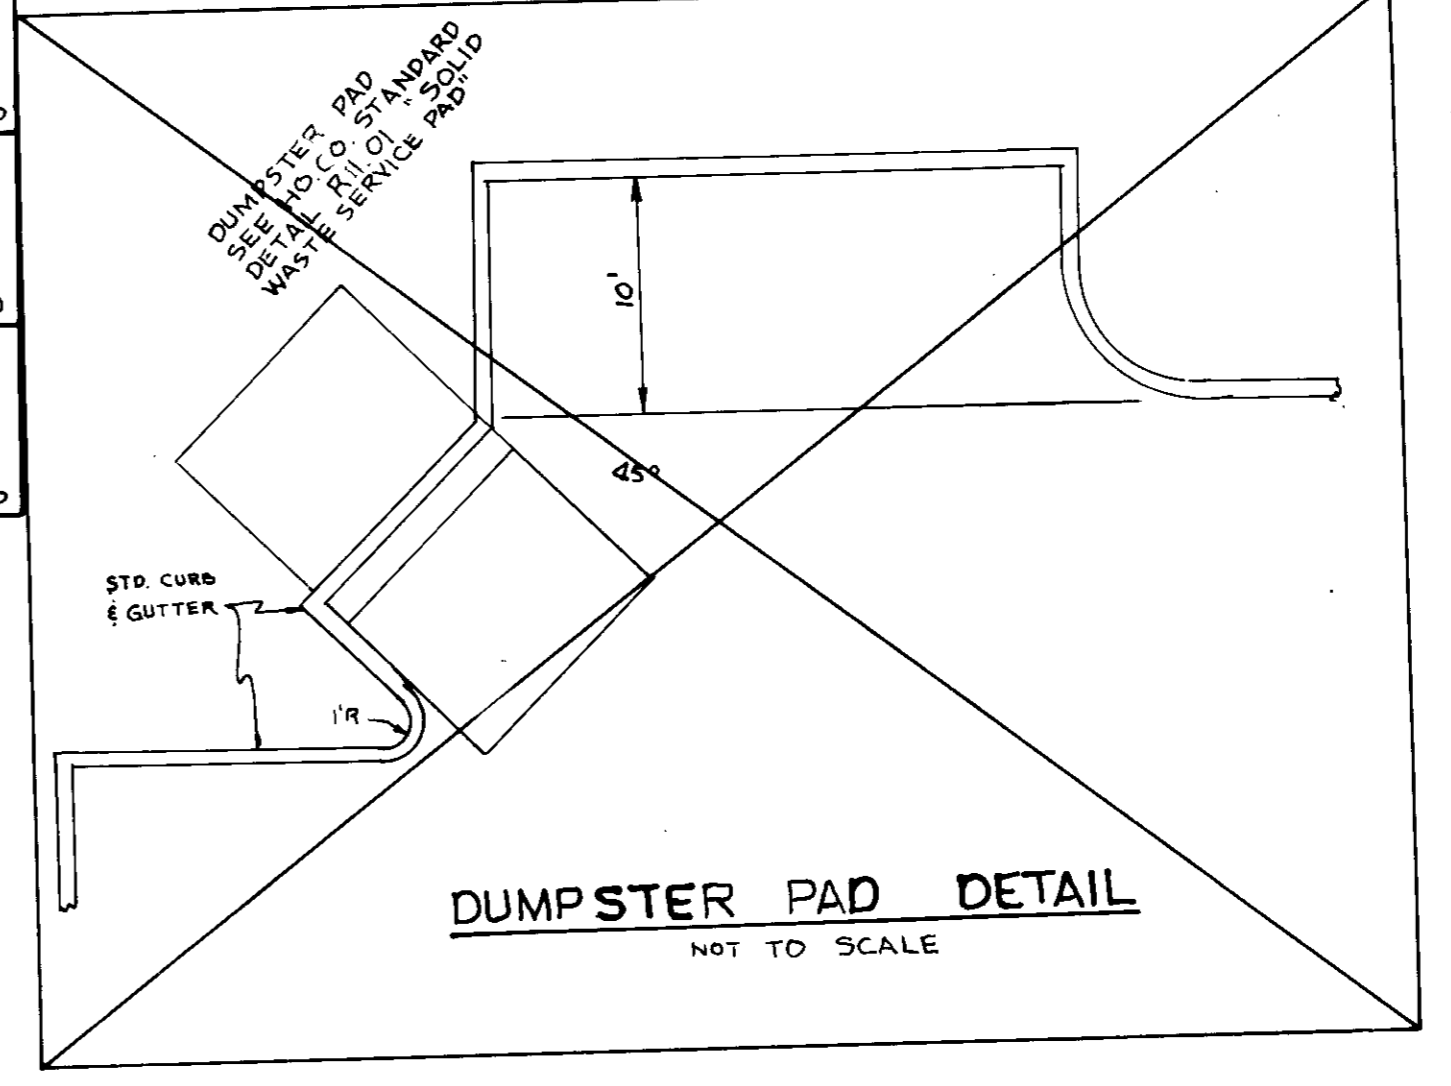 DUMPSTER PAD
SEE HO.CO. STANDARD
DETAIL R11.01 "SOLID
WASTE SERVICE PAD"
10'
45°
STD. CURB
& GUTTER
1'R
DUMPSTER PAD DETAIL
NOT TO SCALE